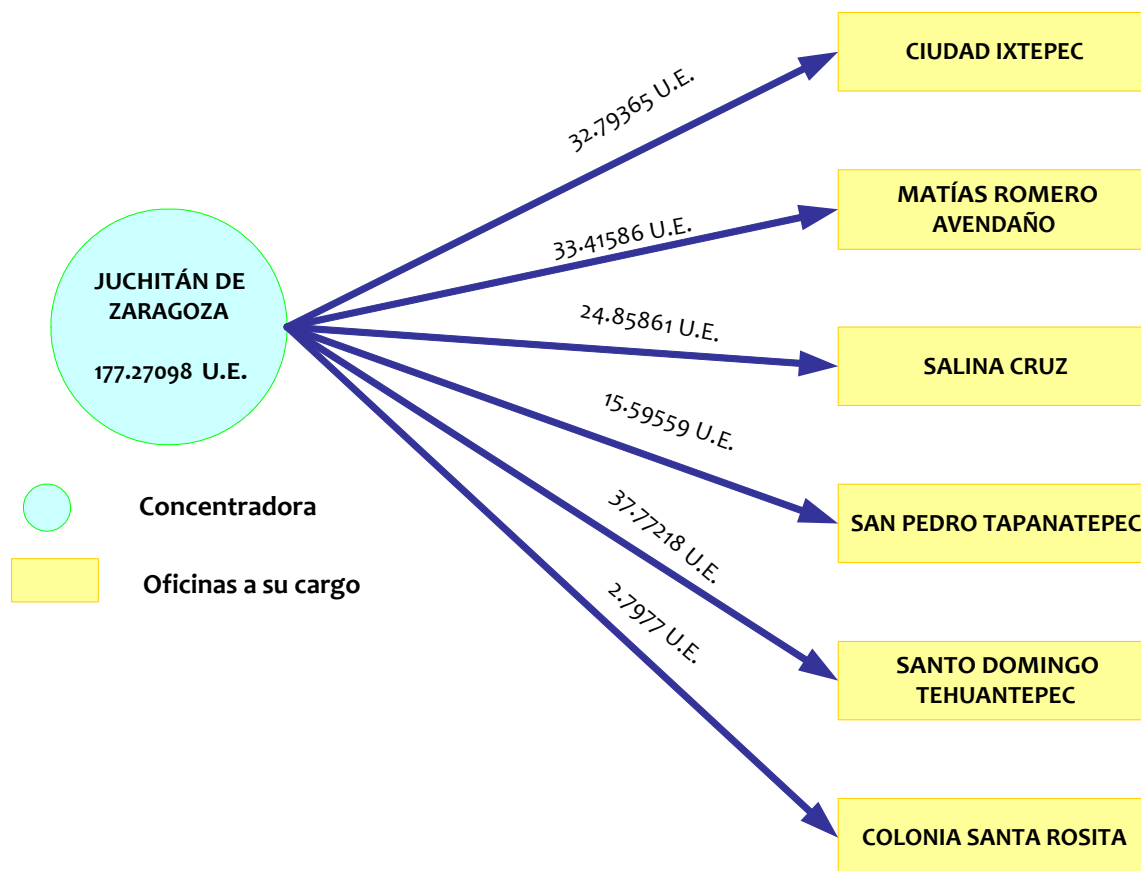 CIUDAD IXTEPEC
32.79365 U.E.
MATÍAS ROMERO
AVENDAÑO
33.41586 U.E.
JUCHITÁN DE
ZARAGOZA
177.27098 U.E.
24.85861 U.E.
SALINA CRUZ
15.59559 U.E.
SAN PEDRO TAPANATEPEC
37.77218 U.E.
2.7977 U.E.
SANTO DOMINGO
TEHUANTEPEC
COLONIA SANTA ROSITA
Concentradora
Oficinas a su cargo